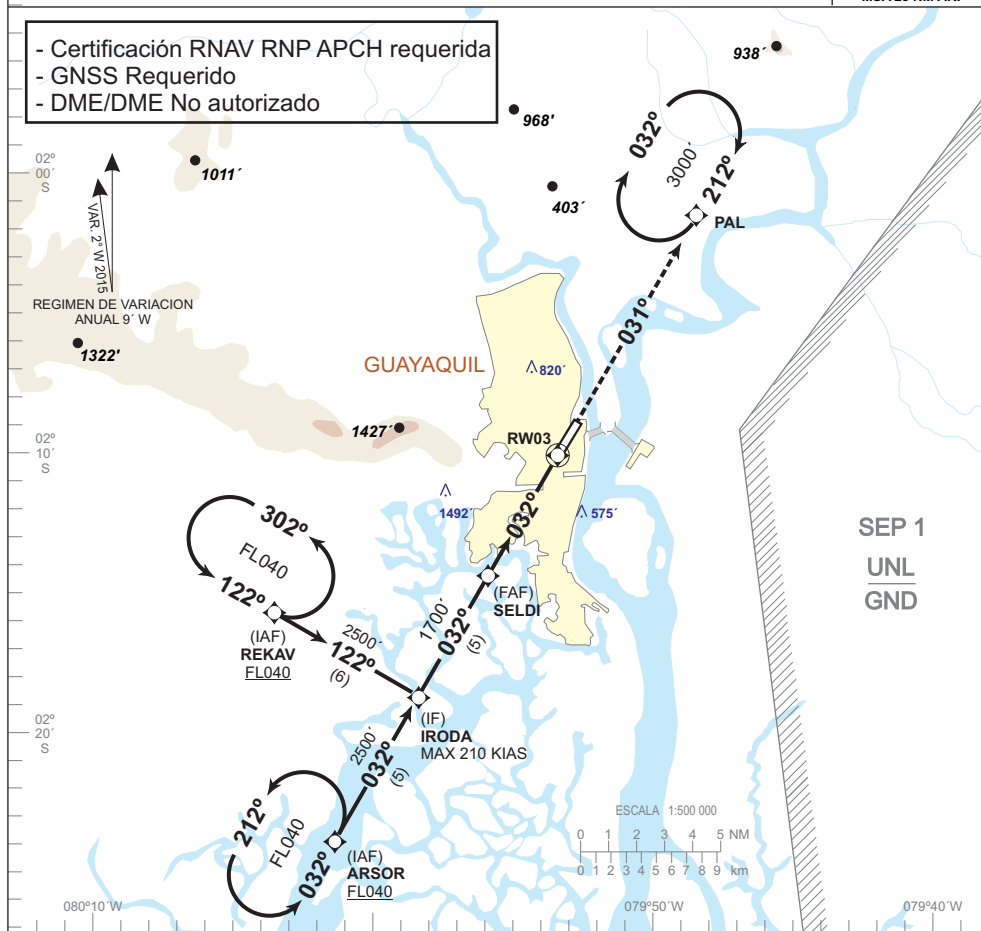 - Certificación RNAV RNP APCH requerida
- GNSS Requerido
- DME/DME No autorizado
938´
968'
1011´
403´
032º
3000´
212º
PAL
02º
00´
S
VAR. 2° W 2015
REGIMEN DE VARIACION
ANUAL 9´ W
1322'
031º
GUAYAQUIL
820´
1427´
RW03
02º
10´
S
1492´
575´
032º
SEP 1
UNL
GND
302º
FL040
122º
(IAF)
REKAV
FL040
2500´
122º
(6)
(FAF)
SELDI
1700´
032º
(5)
(IF)
IRODA
MAX 210 KIAS
02º
20´
S
2500´
032º
(5)
212º
FL040
032º
(IAF)
ARSOR
FL040
ESCALA 1:500 000
0 1 2 3 4 5 NM
0 1 2 3 4 5 6 7 8 9 km
080º10´W
079º50´W
079º40´W